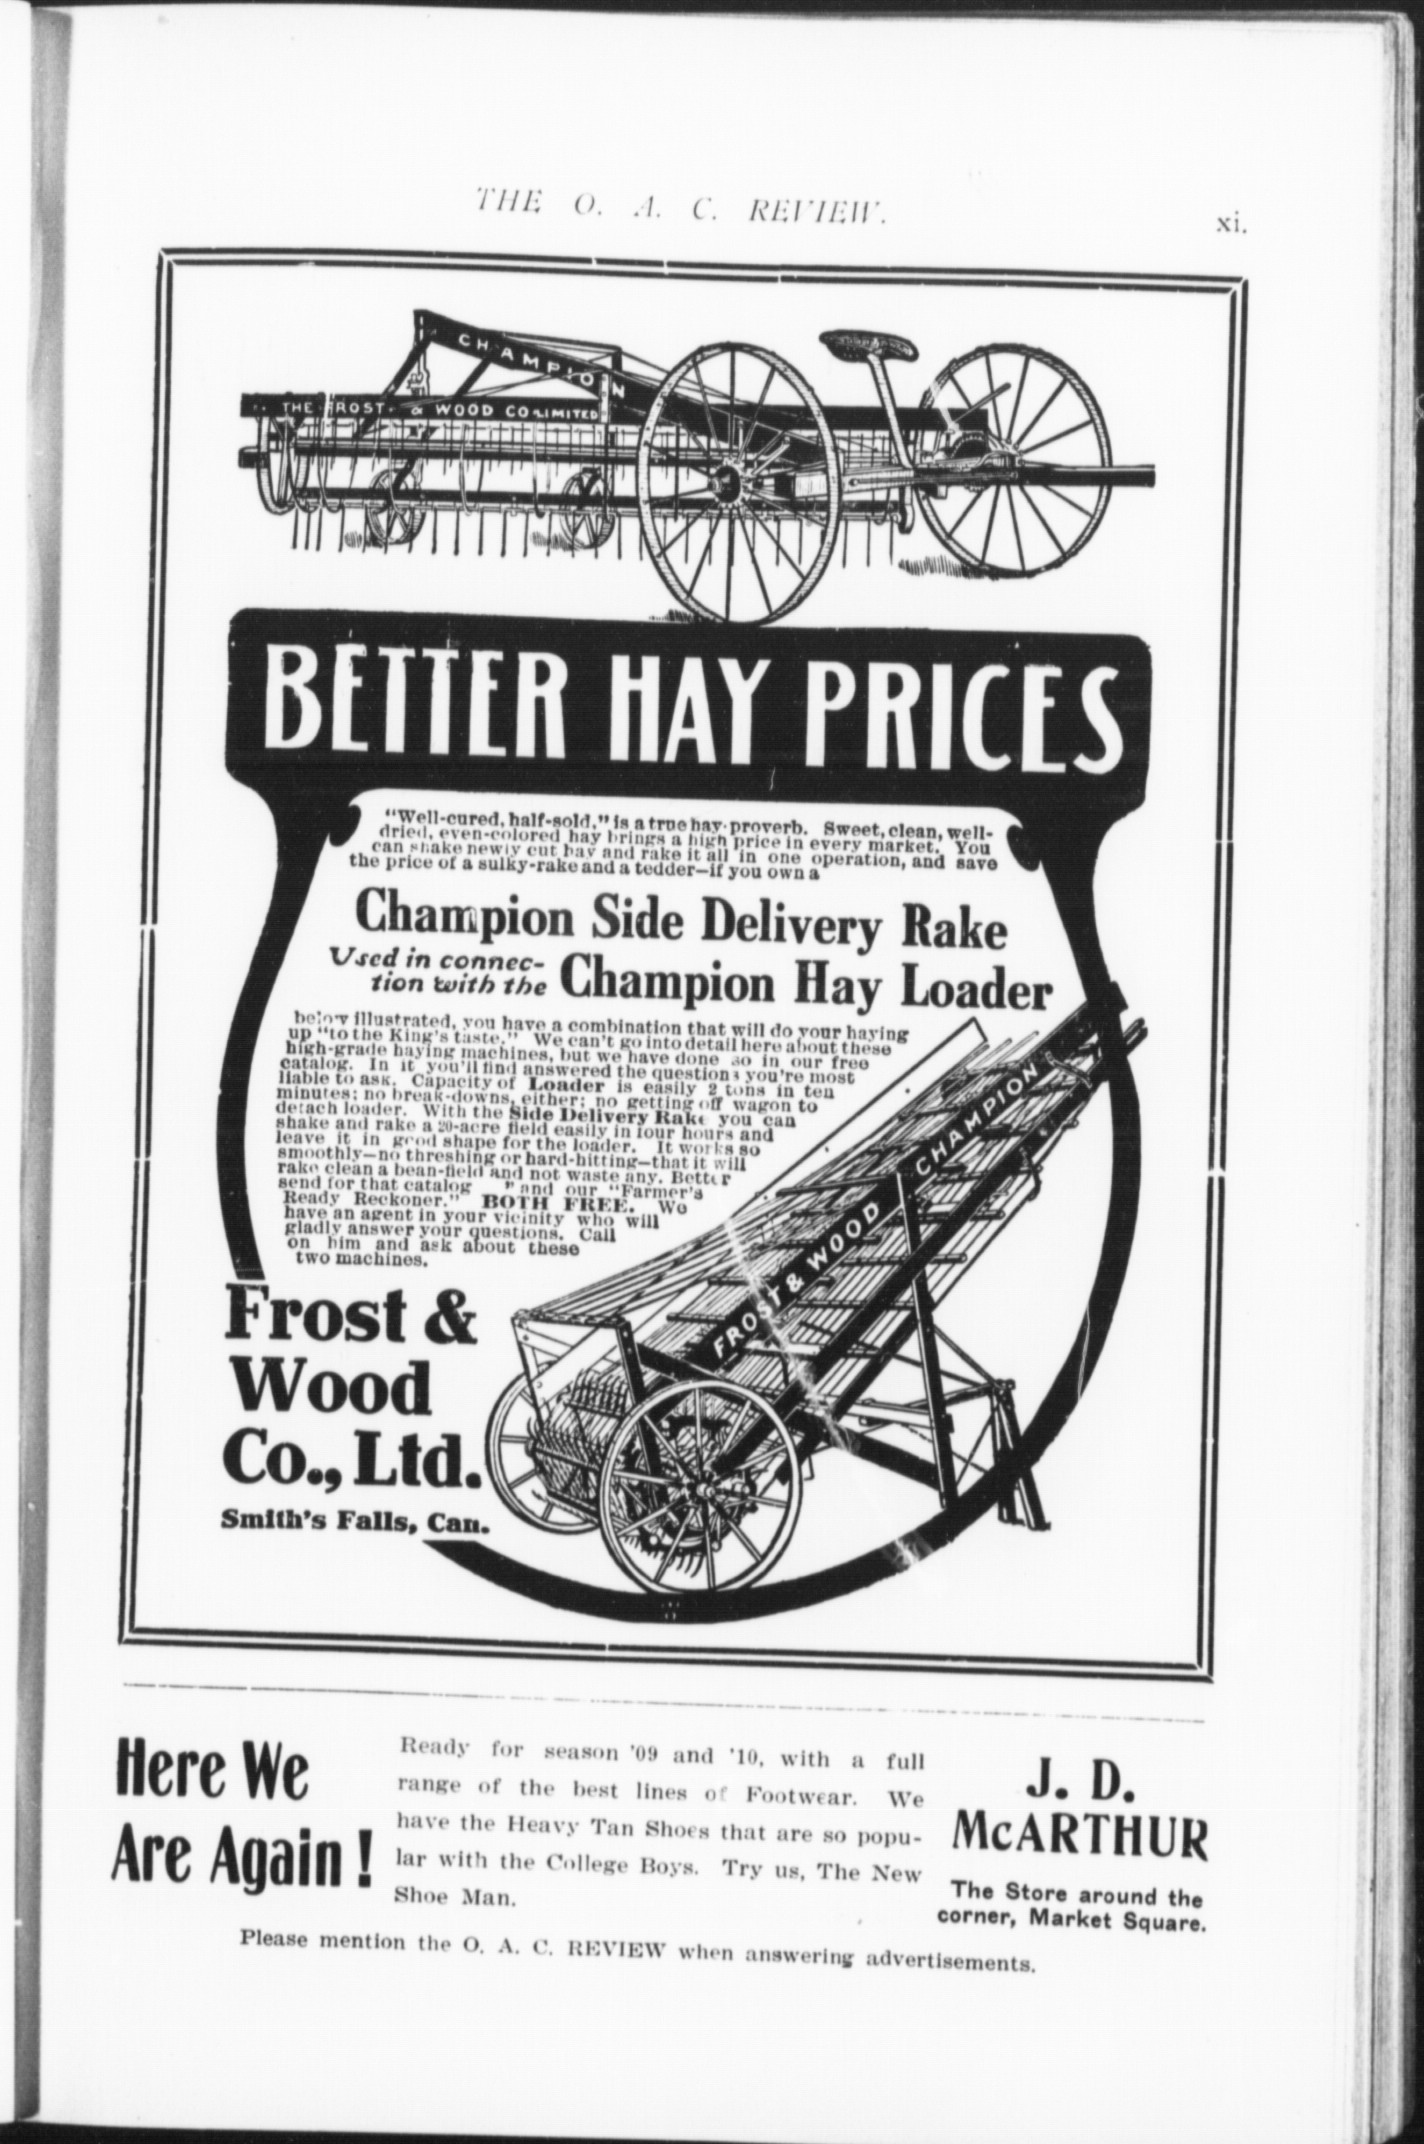 THE O. A. C. REVIEW.
xi.
CHAMPION
THE FROST & WOOD CO LIMITED
BETTER HAY PRICES
"Well-cured, half-sold," is a true hay proverb. Sweet, clean, well-
dried, even-colored hay brings a high price in every market. You
can shake newly cut hay and rake it all in one operation, and save
the price of a sulky-rake and a tedder—if you own a
Champion Side Delivery Rake
Used in connec-
tion with the Champion Hay Loader
below illustrated, you have a combination that will do your haying
up "to the King's taste." We can't go into detail here about these
high-grade haying machines, but we have done so in our free
catalog. In it you'll find answered the questions you're most
liable to ask. Capacity of Loader is easily 2 tons in ten
minutes; no break-downs, either; no getting off wagon to
detach loader. With the Side Delivery Rake you can
shake and rake a 20-acre field easily in four hours and
leave it in good shape for the loader. It works so
smoothly—no threshing or hard-hitting—that it will
rake clean a bean-field and not waste any. Better
send for that catalog " and our "Farmer's
Ready Reckoner." BOTH FREE. We
have an agent in your vicinity who will
gladly answer your questions. Call
on him and ask about these
two machines.
FROST & WOOD CHAMPION
Frost &
Wood
Co., Ltd.
Smith's Falls, Can.
Here We
Are Again!
Ready for season '09 and '10, with a full
range of the best lines of Footwear. We
have the Heavy Tan Shoes that are so popu-
lar with the College Boys. Try us, The New
Shoe Man.
J. D.
McARTHUR
The Store around the
corner, Market Square.
Please mention the O. A. C. REVIEW when answering advertisements.